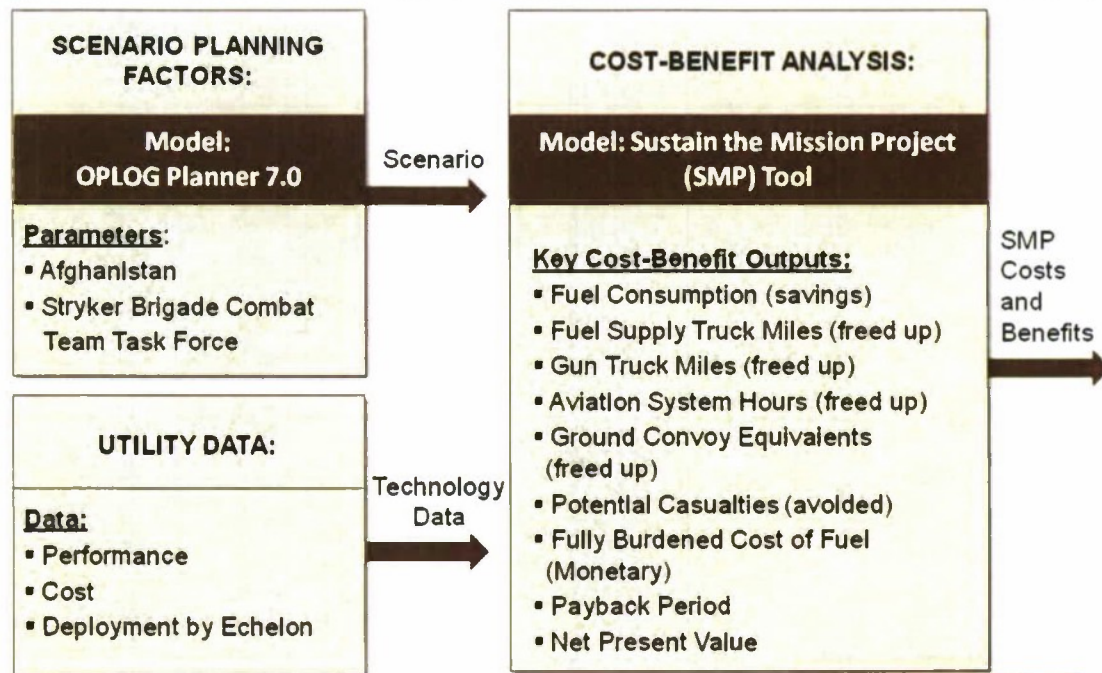 SCENARIO PLANNING
FACTORS:
Model:
OPLOG Planner 7.0
Parameters:
▪ Afghanistan
▪ Stryker Brigade Combat
Team Task Force
Scenario
UTILITY DATA:
Data:
▪ Performance
▪ Cost
▪ Deployment by Echelon
Technology
Data
COST-BENEFIT ANALYSIS:
Model: Sustain the Mission Project
(SMP) Tool
Key Cost-Benefit Outputs:
▪ Fuel Consumption (savings)
▪ Fuel Supply Truck Miles (freed up)
▪ Gun Truck Miles (freed up)
▪ Aviation System Hours (freed up)
▪ Ground Convoy Equivalents
(freed up)
▪ Potential Casualties (avoided)
▪ Fully Burdened Cost of Fuel
(Monetary)
▪ Payback Period
▪ Net Present Value
SMP
Costs
and
Benefits